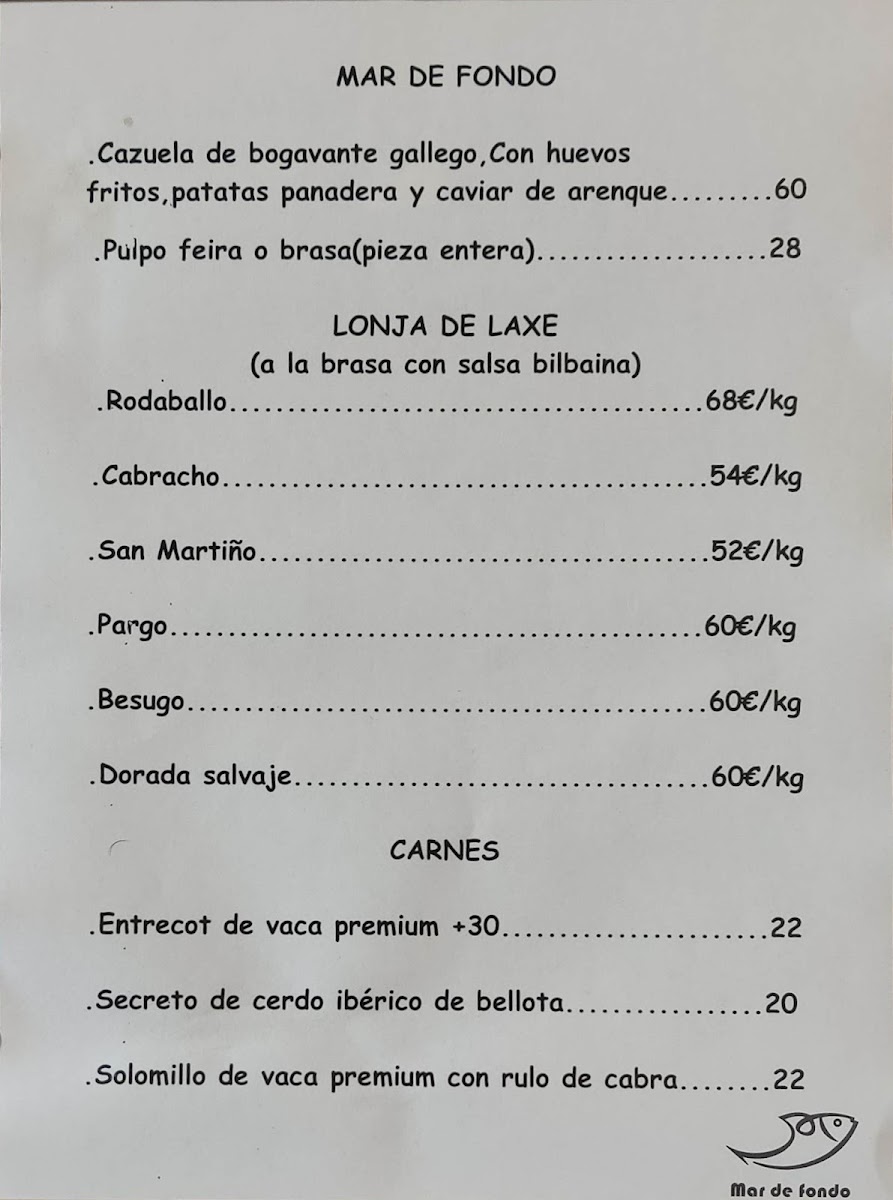 MAR DE FONDO
.Cazuela de bogavante gallego,Con huevos
fritos,patatas panadera y caviar de arenque.........60
.Pulpo feira o brasa(pieza entera)....................28
LONJA DE LAXE
(a la brasa con salsa bilbaina)
.Rodaballo.........................................68€/kg
.Cabracho..........................................54€/kg
.San Martiño.......................................52€/kg
.Pargo..............................................60€/kg
.Besugo.............................................60€/kg
.Dorada salvaje....................................60€/kg
CARNES
.Entrecot de vaca premium +30.......................22
.Secreto de cerdo ibérico de bellota.................20
.Solomillo de vaca premium con rulo de cabra........22
Mar de fondo